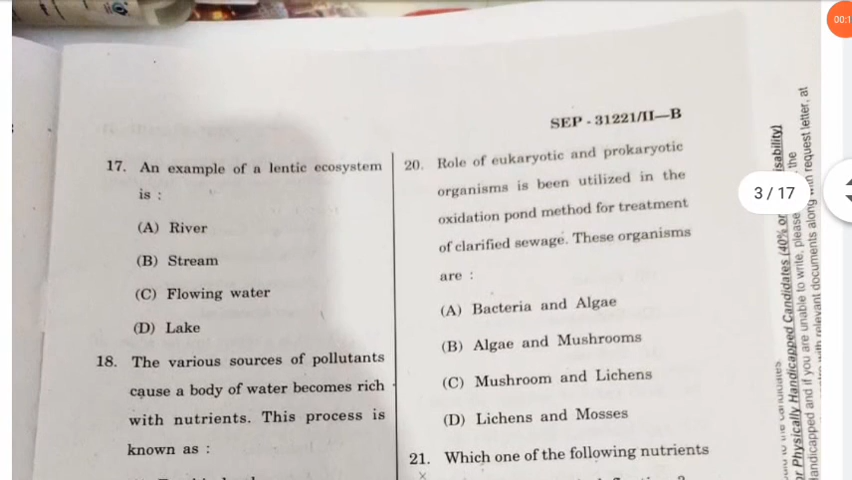 00:1
SEP - 31221/II—B
17. An example of a lentic ecosystem
is :
(A) River
(B) Stream
(C) Flowing water
(D) Lake
18. The various sources of pollutants
cause a body of water becomes rich
with nutrients. This process is
known as :
20. Role of eukaryotic and prokaryotic
organisms is been utilized in the
oxidation pond method for treatment
of clarified sewage. These organisms
are :
(A) Bacteria and Algae
(B) Algae and Mushrooms
(C) Mushroom and Lichens
(D) Lichens and Mosses
21. Which one of the following nutrients
3 / 17
Physically Handicapped Candidates (40% or
sability)
andicapped and if you are unable to write, please
the
with relevant documents along
request letter, at